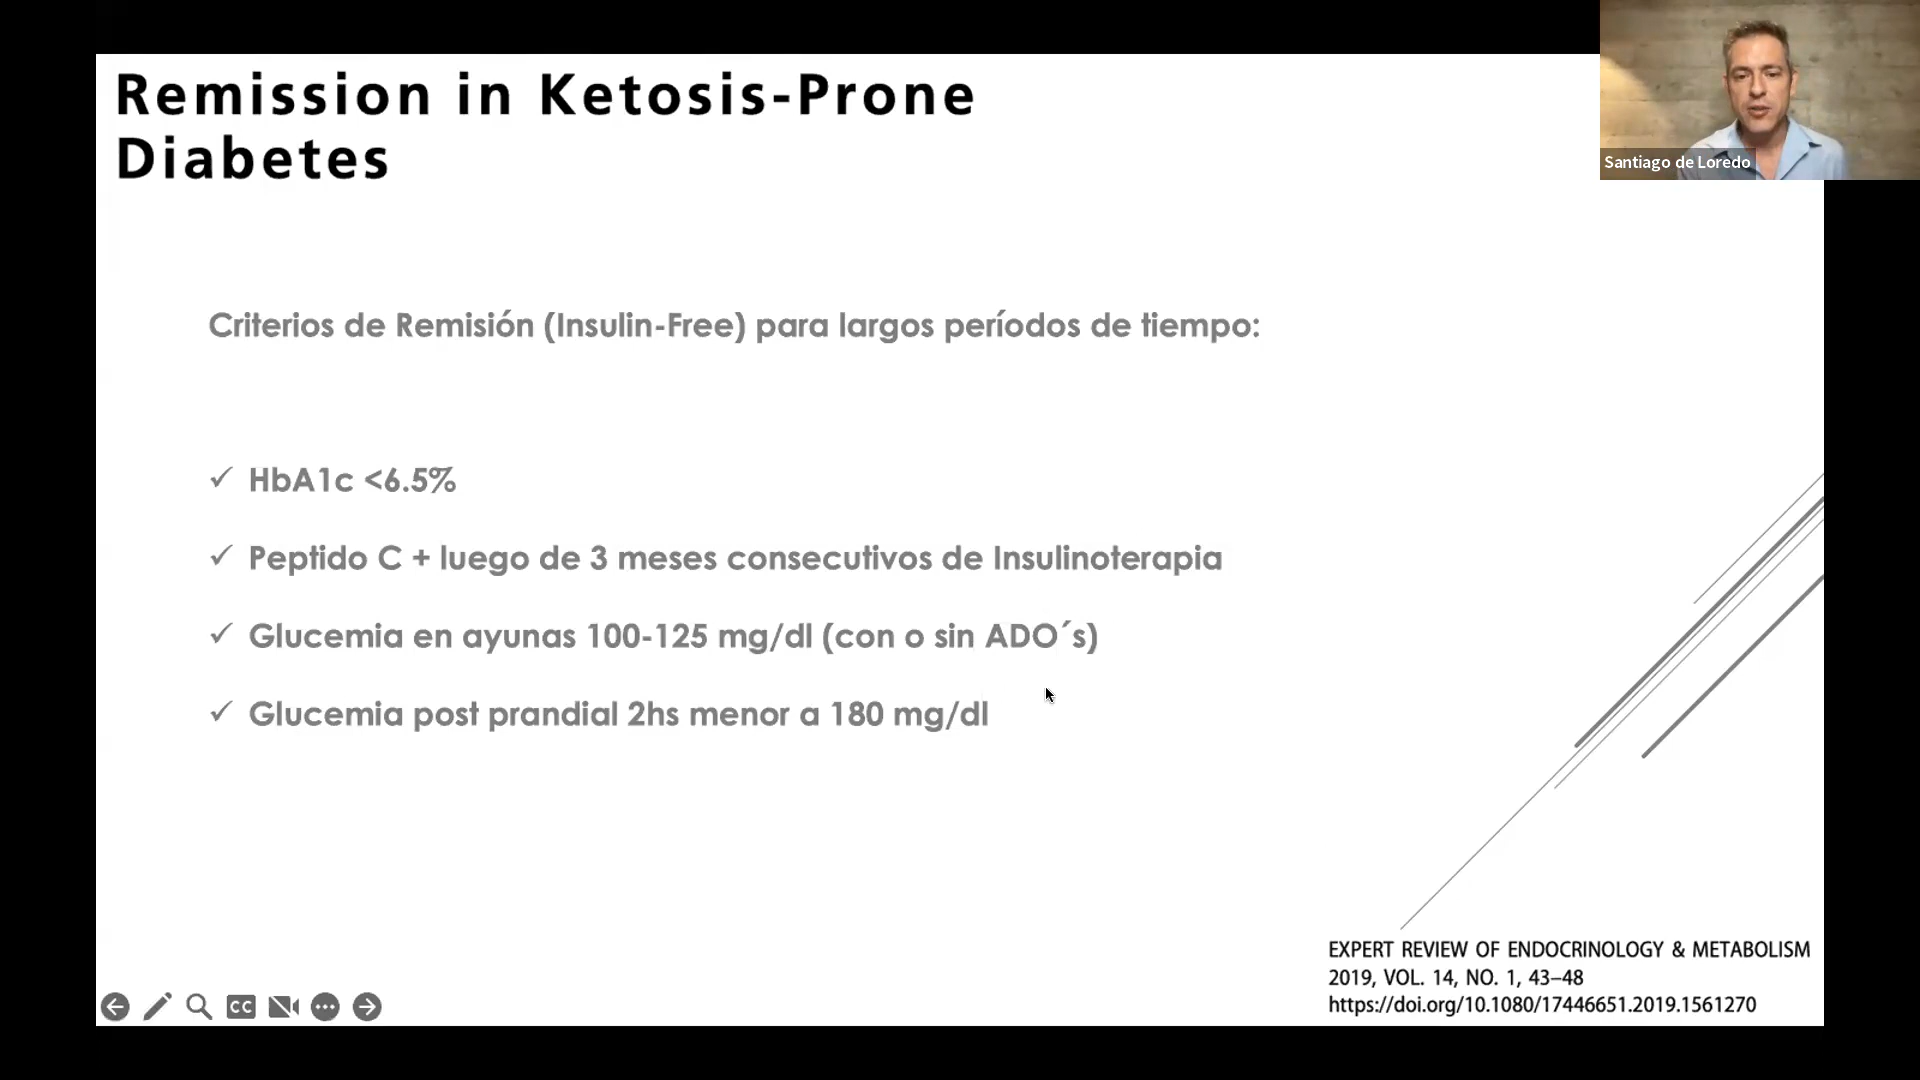 Remission in Ketosis-Prone
Diabetes
Santiago de Loredo
Criterios de Remisión (Insulin-Free) para largos períodos de tiempo:
✓ HbA1c <6.5%
✓ Peptido C + luego de 3 meses consecutivos de Insulinoterapia
✓ Glucemia en ayunas 100-125 mg/dl (con o sin ADO´s)
✓ Glucemia post prandial 2hs menor a 180 mg/dl
EXPERT REVIEW OF ENDOCRINOLOGY & METABOLISM
2019, VOL. 14, NO. 1, 43–48
https://doi.org/10.1080/17446651.2019.1561270
CC